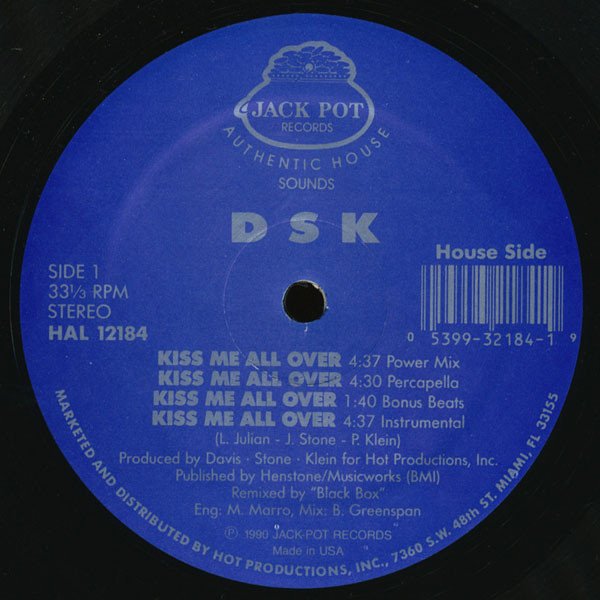 JACK POT
RECORDS
AUTHENTIC HOUSE
SOUNDS
DSK
House Side
SIDE 1
33⅓ RPM
STEREO
HAL 12184
0 5399-32184-1 9
KISS ME ALL OVER 4:37 Power Mix
KISS ME ALL OVER 4:30 Percapella
KISS ME ALL OVER 1:40 Bonus Beats
KISS ME ALL OVER 4:37 Instrumental
(L. Julian - J. Stone - P. Klein)
Produced by Davis · Stone · Klein for Hot Productions, Inc.
Published by Henstone/Musicworks (BMI)
Remixed by "Black Box"
Eng: M. Marro, Mix: B. Greenspan
℗ 1990 JACK-POT RECORDS
Made in USA
MARKETED AND DISTRIBUTED BY HOT PRODUCTIONS, INC., 7360 S.W. 48th ST. MIAMI, FL 33155